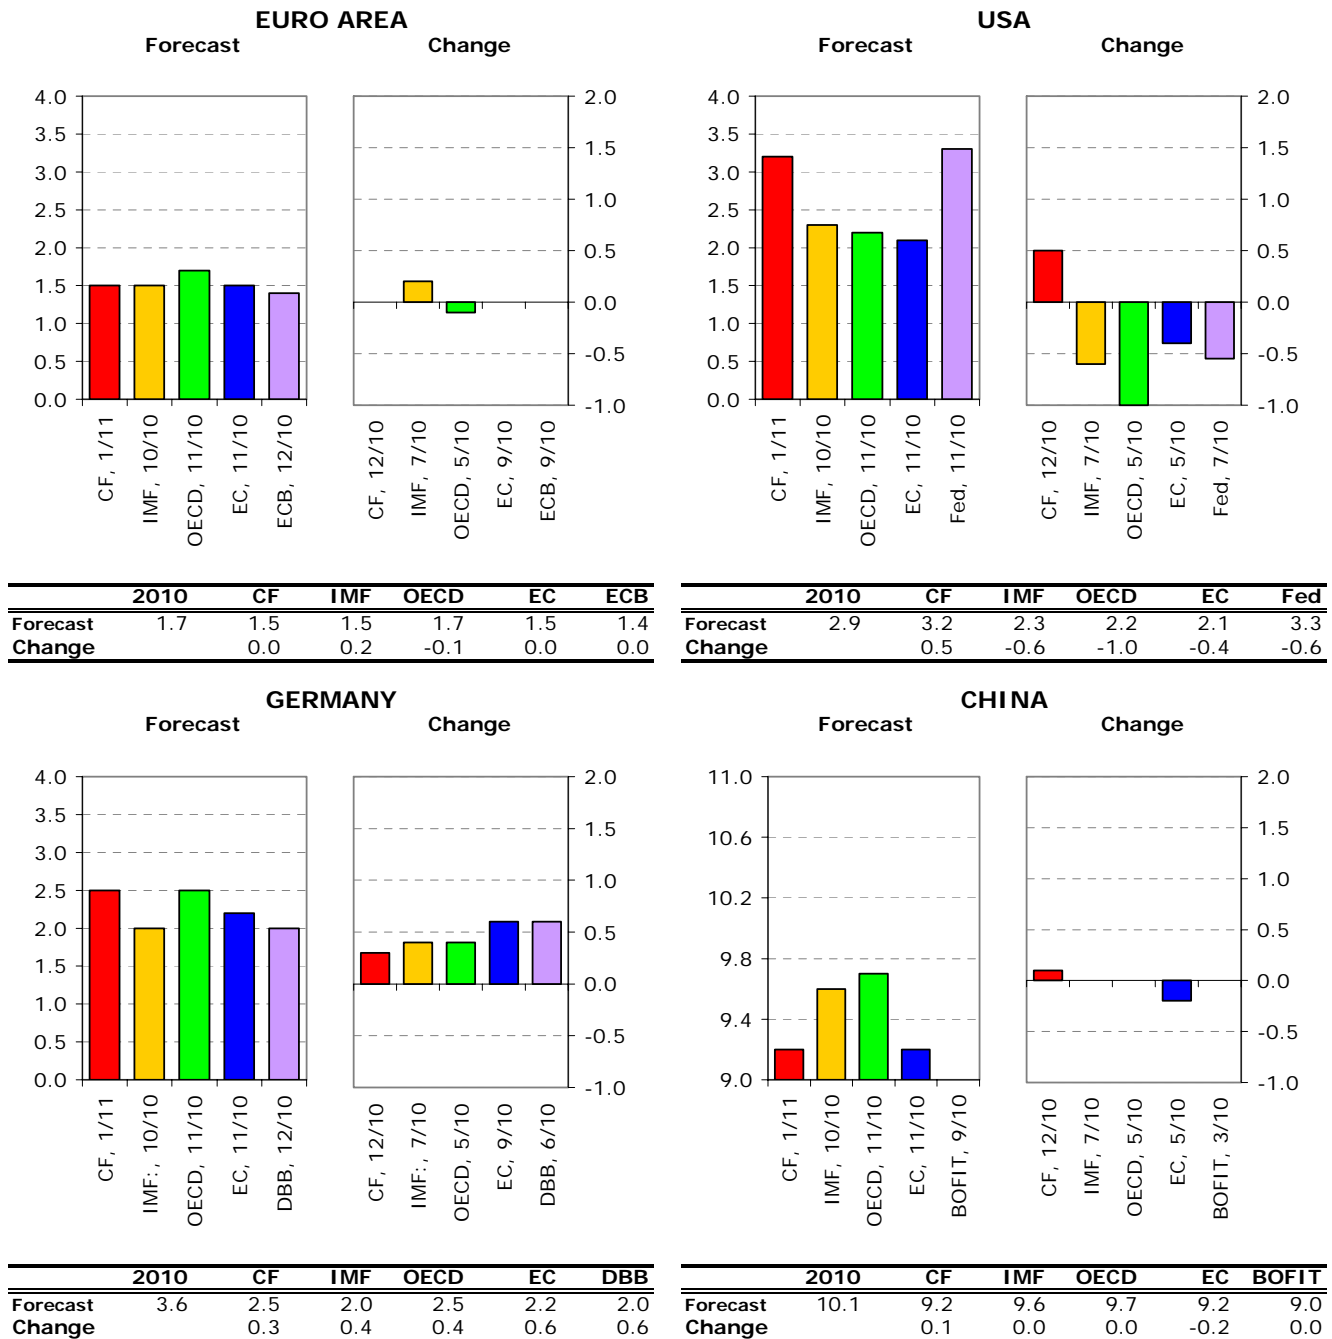 EURO AREA
Forecast Change
4.0
3.5
3.0
2.5
2.0
1.5
1.0
0.5
0.0
2.0
1.5
1.0
0.5
0.0
-0.5
-1.0
CF, 1/11
IMF, 10/10
OECD, 11/10
EC, 11/10
ECB, 12/10
CF, 12/10
IMF, 7/10
OECD, 5/10
EC, 9/10
ECB, 9/10
2010 CF IMF OECD EC ECB
Forecast 1.7 1.5 1.5 1.7 1.5 1.4
Change 0.0 0.2 -0.1 0.0 0.0
USA
Forecast Change
4.0
3.5
3.0
2.5
2.0
1.5
1.0
0.5
0.0
2.0
1.5
1.0
0.5
0.0
-0.5
-1.0
CF, 1/11
IMF, 10/10
OECD, 11/10
EC, 11/10
Fed, 11/10
CF, 12/10
IMF, 7/10
OECD, 5/10
EC, 5/10
Fed, 7/10
2010 CF IMF OECD EC Fed
Forecast 2.9 3.2 2.3 2.2 2.1 3.3
Change 0.5 -0.6 -1.0 -0.4 -0.6
GERMANY
Forecast Change
4.0
3.5
3.0
2.5
2.0
1.5
1.0
0.5
0.0
2.0
1.5
1.0
0.5
0.0
-0.5
-1.0
CF, 1/11
IMF:, 10/10
OECD, 11/10
EC, 11/10
DBB, 12/10
CF, 12/10
IMF:, 7/10
OECD, 5/10
EC, 9/10
DBB, 6/10
2010 CF IMF OECD EC DBB
Forecast 3.6 2.5 2.0 2.5 2.2 2.0
Change 0.3 0.4 0.4 0.6 0.6
CHINA
Forecast Change
11.0
10.6
10.2
9.8
9.4
9.0
2.0
1.5
1.0
0.5
0.0
-0.5
-1.0
CF, 1/11
IMF, 10/10
OECD, 11/10
EC, 11/10
BOFIT, 9/10
CF, 12/10
IMF, 7/10
OECD, 5/10
EC, 5/10
BOFIT, 3/10
2010 CF IMF OECD EC BOFIT
Forecast 10.1 9.2 9.6 9.7 9.2 9.0
Change 0.1 0.0 0.0 -0.2 0.0